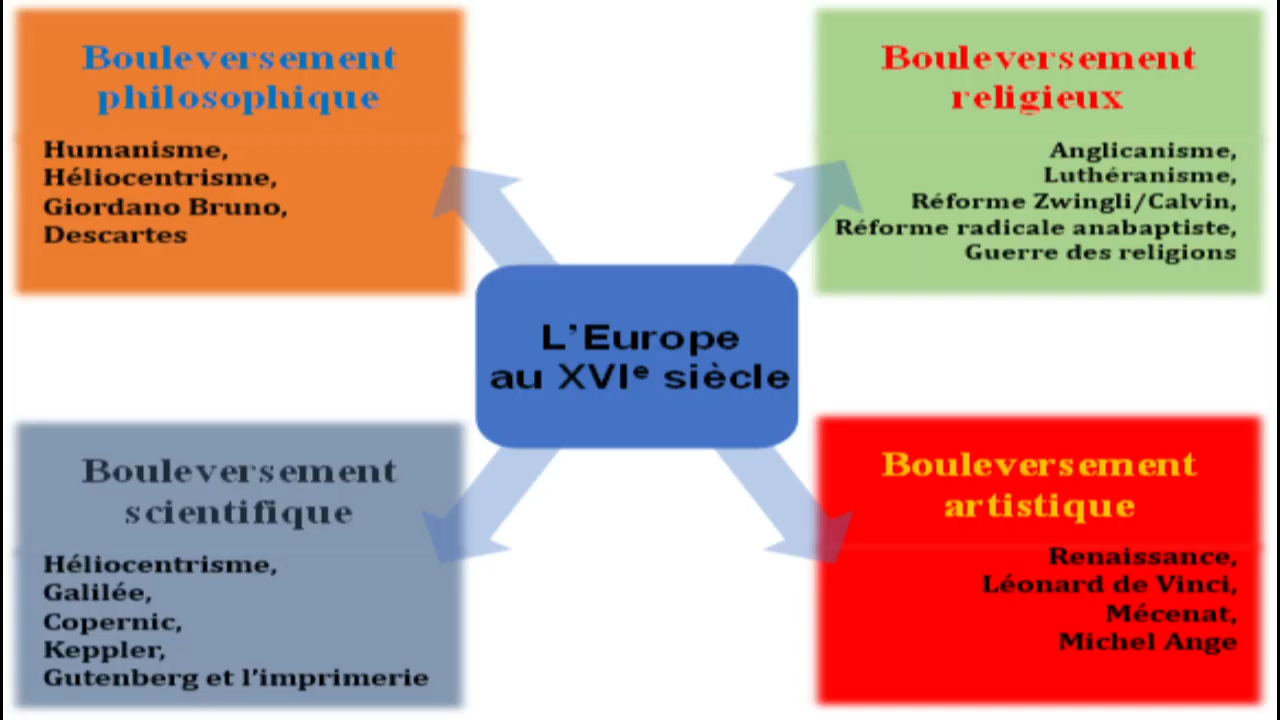 Bouleversement
philosophique
Humanisme,
Héliocentrisme,
Giordano Bruno,
Descartes
Bouleversement
religieux
Anglicanisme,
Luthéranisme,
Réforme Zwingli/Calvin,
Réforme radicale anabaptiste,
Guerre des religions
L'Europe
au XVIe siècle
Bouleversement
scientifique
Héliocentrisme,
Galilée,
Copernic,
Keppler,
Gutenberg et l'imprimerie
Bouleversement
artistique
Renaissance,
Léonard de Vinci,
Mécenat,
Michel Ange